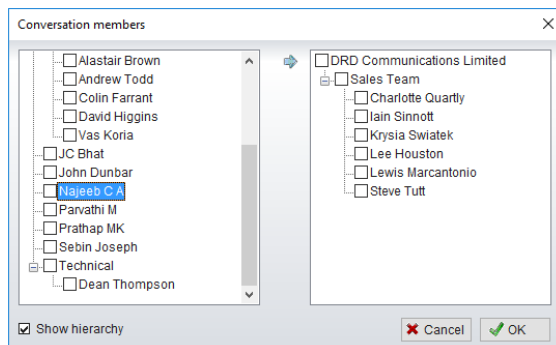 Conversation members
Alastair Brown
Andrew Todd
Colin Farrant
David Higgins
Vas Koria
JC Bhat
John Dunbar
Najeeb C A
Parvathi M
Prathap MK
Sebin Joseph
Technical
Dean Thompson
DRD Communications Limited
Sales Team
Charlotte Quartly
Iain Sinnott
Krysia Swiatek
Lee Houston
Lewis Marcantonio
Steve Tutt
Show hierarchy
Cancel
OK